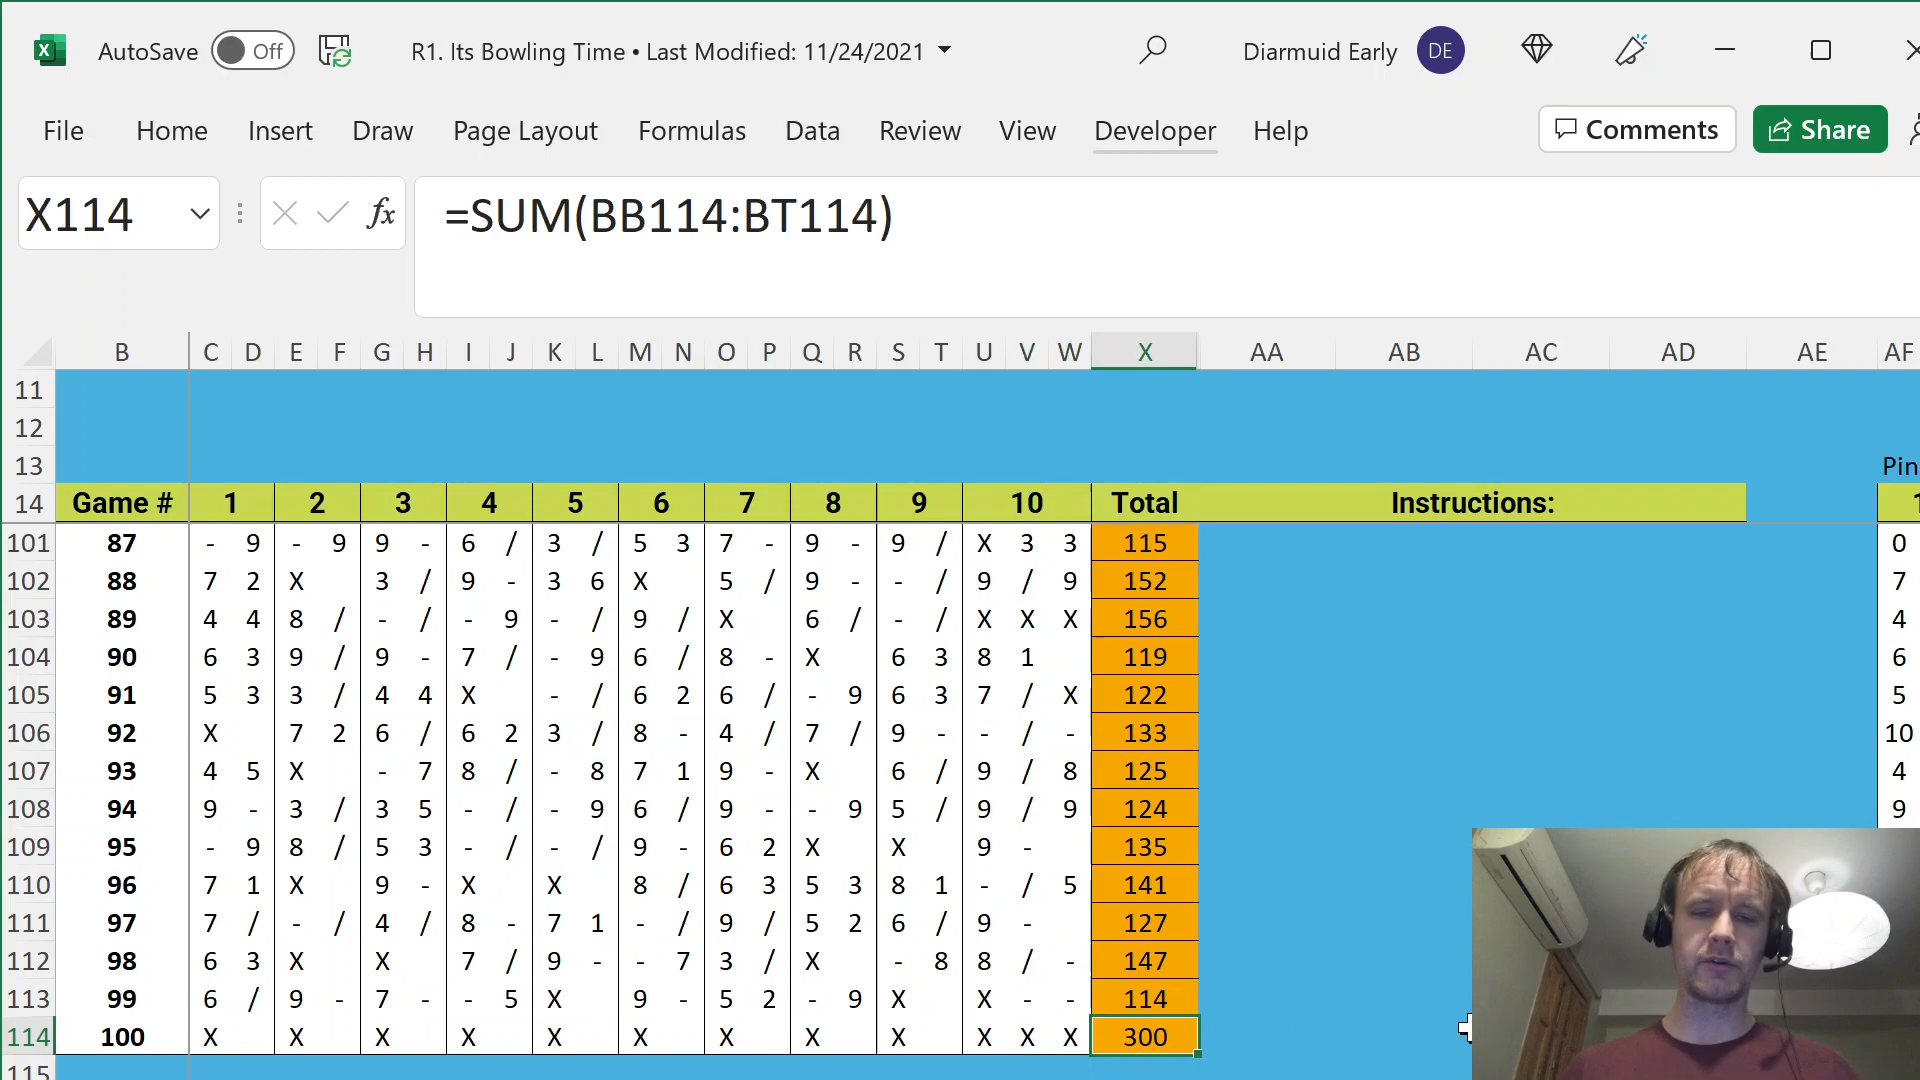 X AutoSave Off R1. Its Bowling Time • Last Modified: 11/24/2021 Diarmuid Early DE
File Home Insert Draw Page Layout Formulas Data Review View Developer Help Comments Share
X114 fx =SUM(BB114:BT114)
B C D E F G H I J K L M N O P Q R S T U V W X AA AB AC AD AE AF
11
12
13 Pin
14 Game # 1 2 3 4 5 6 7 8 9 10 Total Instructions: 1
101 87 - 9 - 9 9 - 6 / 3 / 5 3 7 - 9 - 9 / X 3 3 115 0
102 88 7 2 X 3 / 9 - 3 6 X 5 / 9 - - / 9 / 9 152 7
103 89 4 4 8 / - / - 9 - / 9 / X 6 / - / X X X 156 4
104 90 6 3 9 / 9 - 7 / - 9 6 / 8 - X 6 3 8 1 119 6
105 91 5 3 3 / 4 4 X - / 6 2 6 / - 9 6 3 7 / X 122 5
106 92 X 7 2 6 / 6 2 3 / 8 - 4 / 7 / 9 - - / - 133 10
107 93 4 5 X - 7 8 / - 8 7 1 9 - X 6 / 9 / 8 125 4
108 94 9 - 3 / 3 5 - / - 9 6 / 9 - - 9 5 / 9 / 9 124 9
109 95 - 9 8 / 5 3 - / - / 9 - 6 2 X X 9 - 135
110 96 7 1 X 9 - X X 8 / 6 3 5 3 8 1 - / 5 141
111 97 7 / - / 4 / 8 - 7 1 - / 9 / 5 2 6 / 9 - 127
112 98 6 3 X X 7 / 9 - - 7 3 / X - 8 8 / - 147
113 99 6 / 9 - 7 - - 5 X 9 - 5 2 - 9 X X - - 114
114 100 X X X X X X X X X X X X 300
115